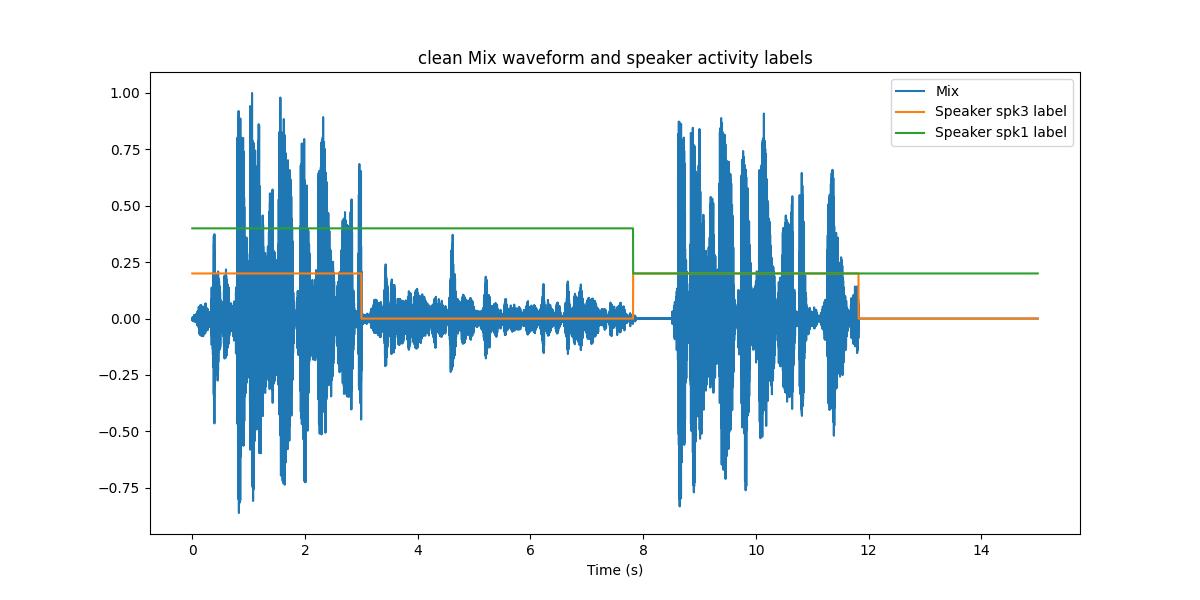 clean Mix waveform and speaker activity labels
Mix
Speaker spk3 label
Speaker spk1 label
1.00
0.75
0.50
0.25
0.00
−0.25
−0.50
−0.75
0 2 4 6 8 10 12 14
Time (s)